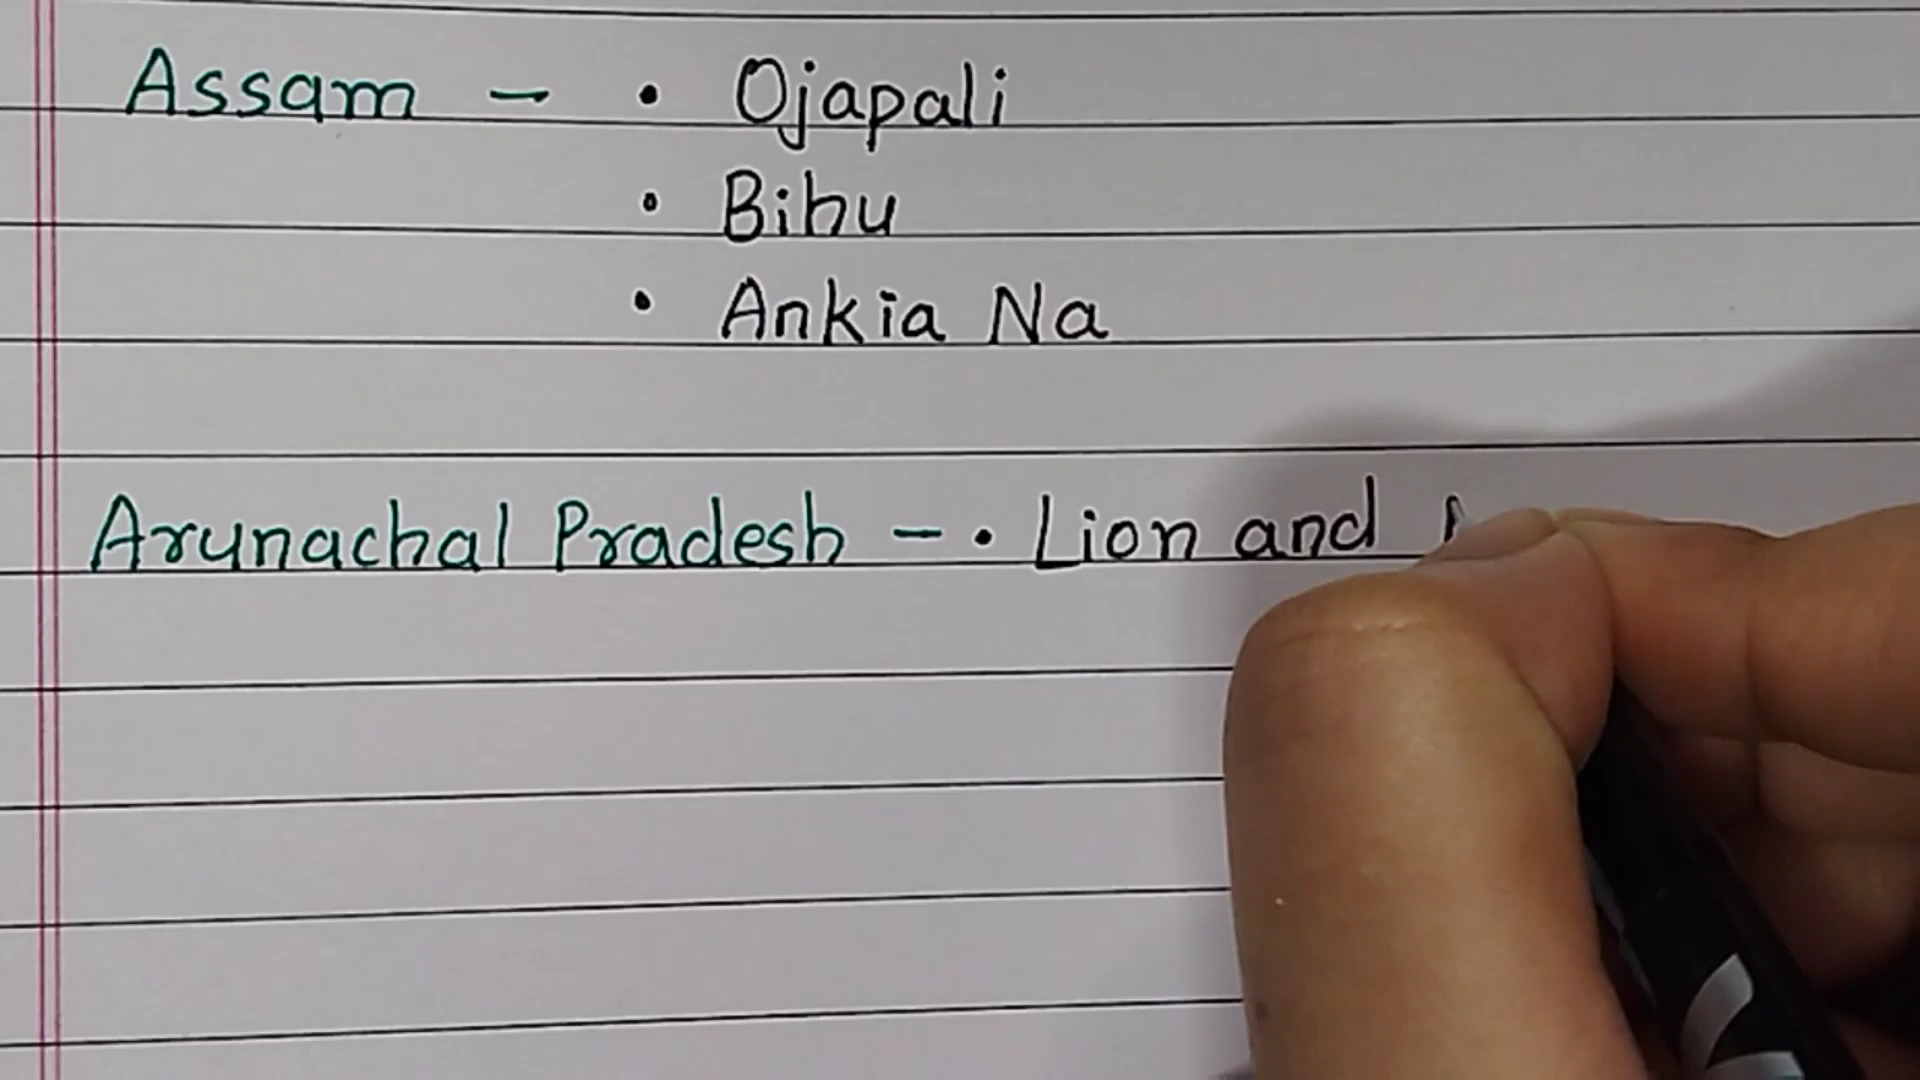 Assam - • Ojapali
• Bihu
• Ankia Na
Arunachal Pradesh - • Lion and